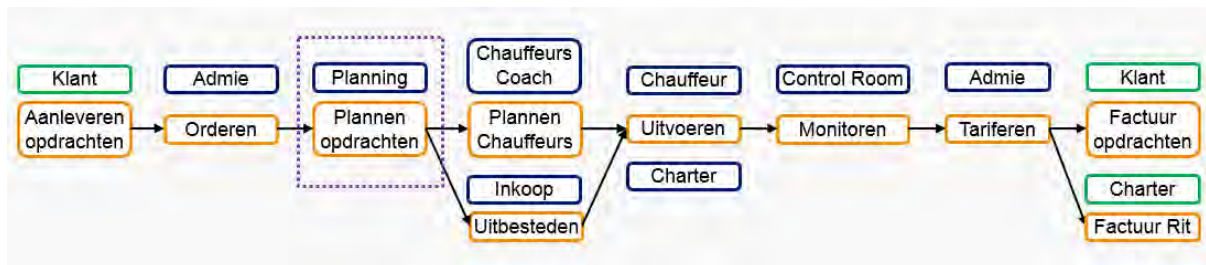 Klant
Aanleveren
opdrachten
Admie
Orderen
Planning
Plannen
opdrachten
Chauffeurs
Coach
Plannen
Chauffeurs
Inkoop
Uitbesteden
Chauffeur
Uitvoeren
Charter
Control Room
Monitoren
Admie
Tariferen
Klant
Factuur
opdrachten
Charter
Factuur Rit